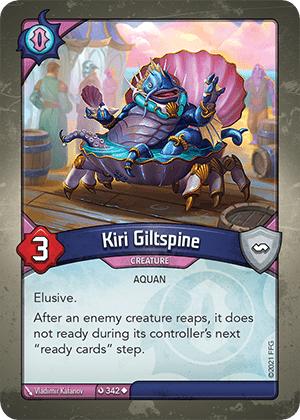 Kiri Giltspine
3
CREATURE
AQUAN
Elusive.
After an enemy creature reaps, it does
not ready during its controller's next
"ready cards" step.
Vladimir Kafanov
342
©2021 FFG